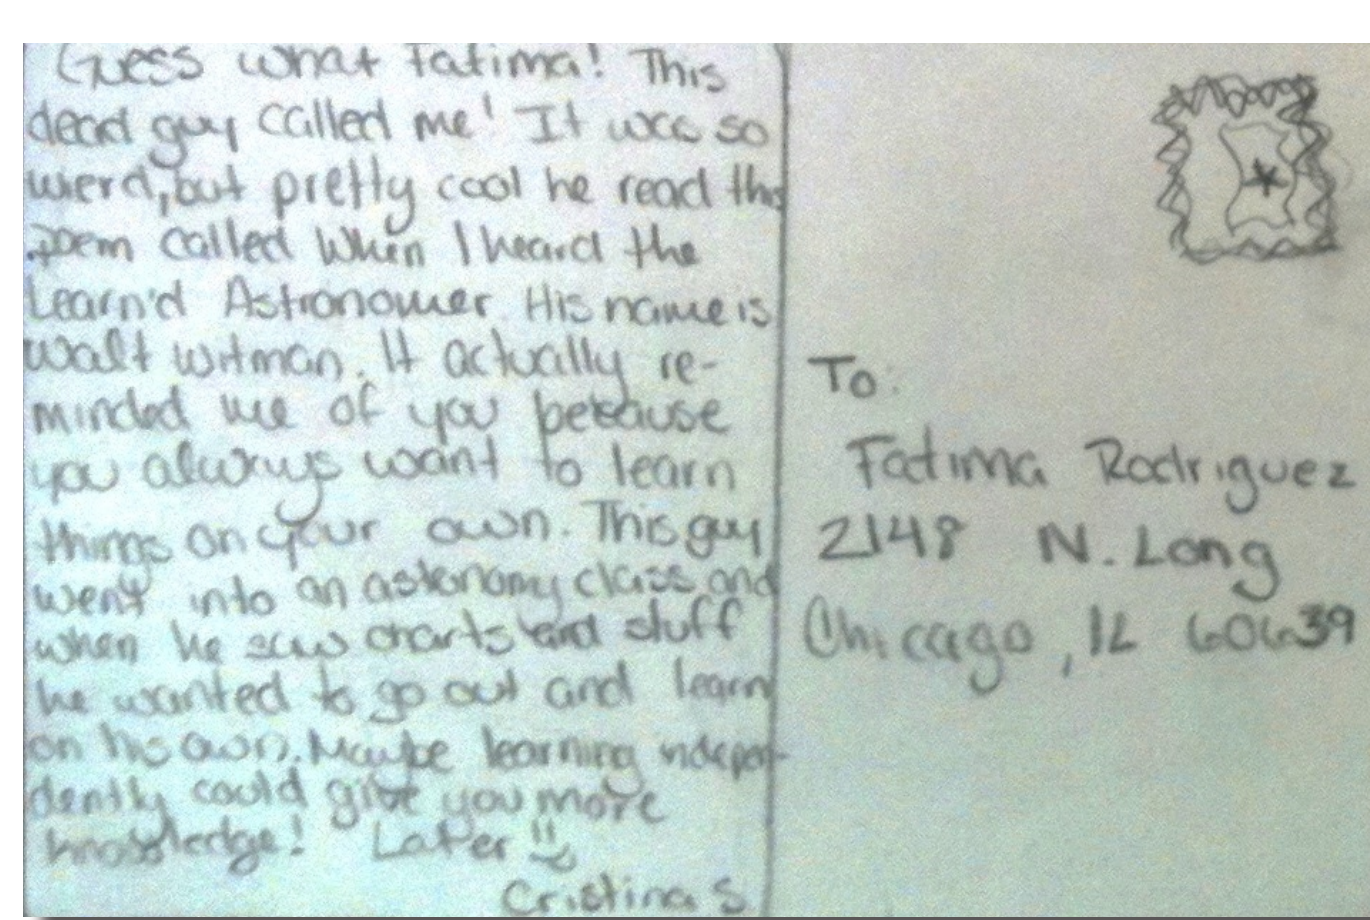 Guess what Fatima! This
dead guy called me! It was so
wierd, but pretty cool he read this
poem called When I heard the
Learn'd Astronomer. His name is
walt witman. It actually re-
minded me of you because
you always want to learn
things on your own. This guy
went into an astonomy class and
when he saw charts and stuff
he wanted to go out and learn
on his own. Maybe learning indepen-
dently could give you more
knowledge! Later
Cristina S.
To:
Fatima Rodriguez
2148 N. Long
Chicago, IL 60639